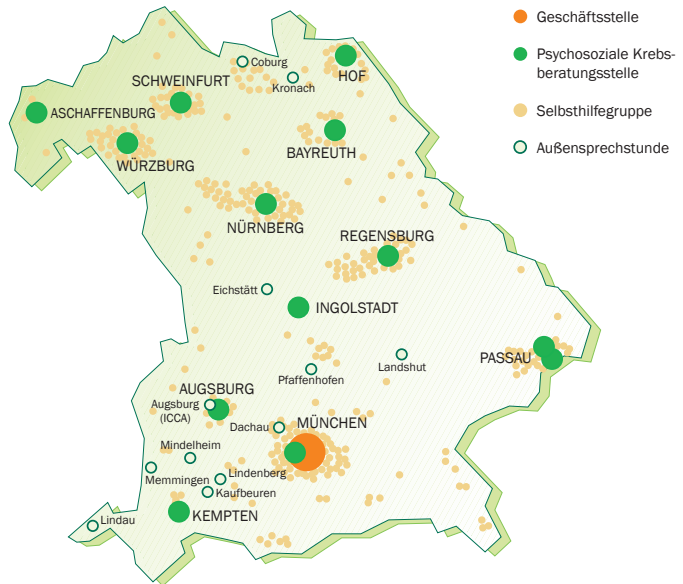 Geschäftsstelle
Psychosoziale Krebs-
beratungsstelle
Selbsthilfegruppe
Außensprechstunde
Coburg
HOF
Kronach
SCHWEINFURT
ASCHAFFENBURG
WÜRZBURG
BAYREUTH
NÜRNBERG
REGENSBURG
Eichstätt
INGOLSTADT
PASSAU
Landshut
Pfaffenhofen
AUGSBURG
Augsburg
(ICCA)
Dachau
MÜNCHEN
Mindelheim
Memmingen
Lindenberg
Kaufbeuren
KEMPTEN
Lindau